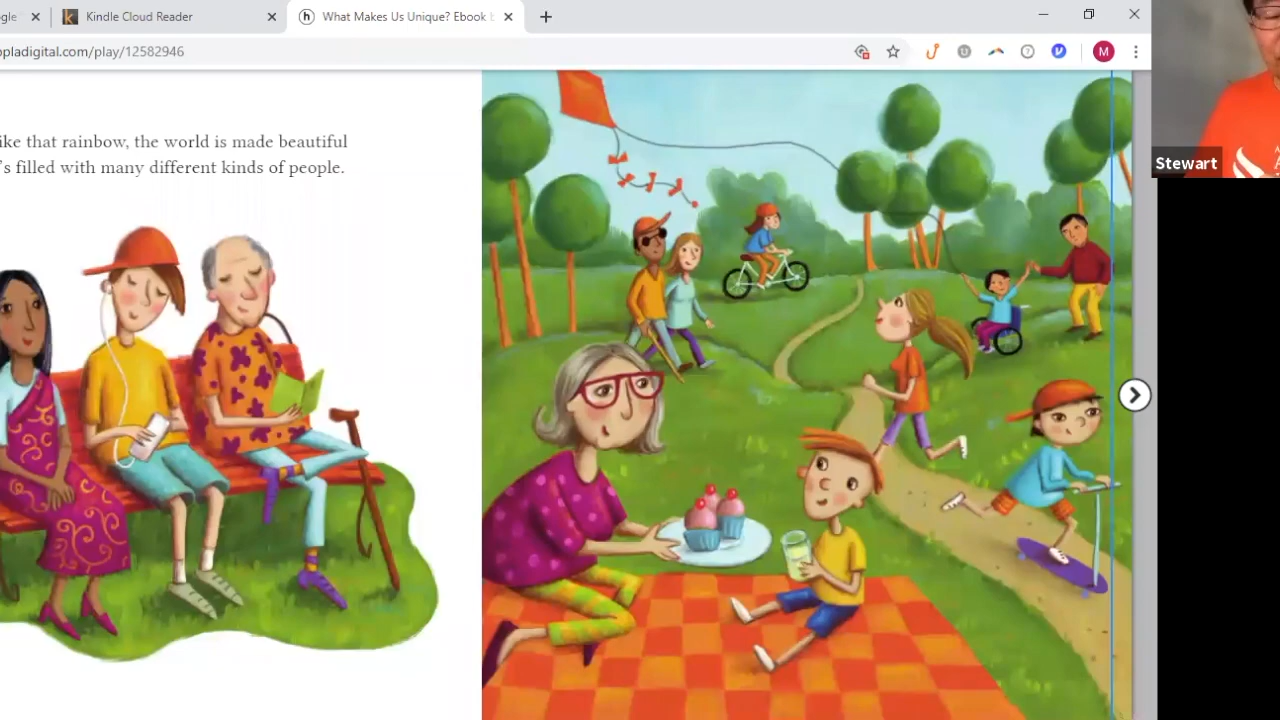 Kindle Cloud Reader
What Makes Us Unique? Ebook
opladigital.com/play/12582946
M
ike that rainbow, the world is made beautiful
's filled with many different kinds of people.
Stewart